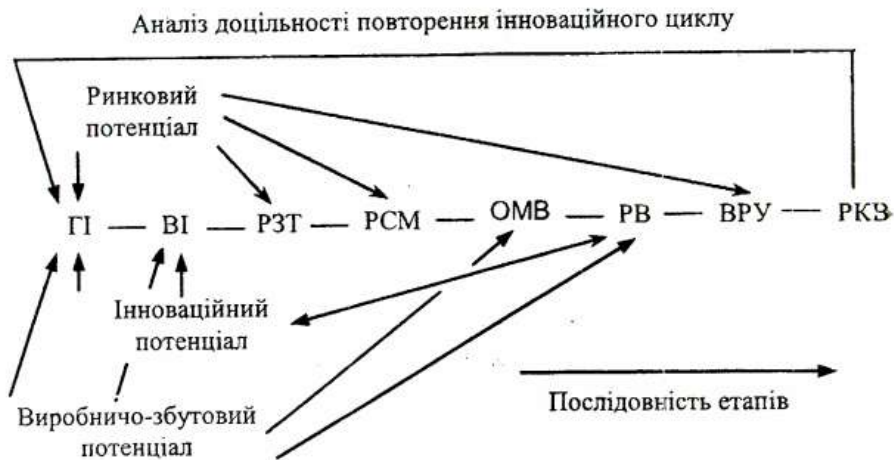 Аналіз доцільності повторення інноваційного циклу
Ринковий
потенціал
ГІ — ВІ — РЗТ — РСМ — ОМВ — РВ — ВРУ — РКЗ
Інноваційний
потенціал
Послідовність етапів
Виробничо-збутовий
потенціал